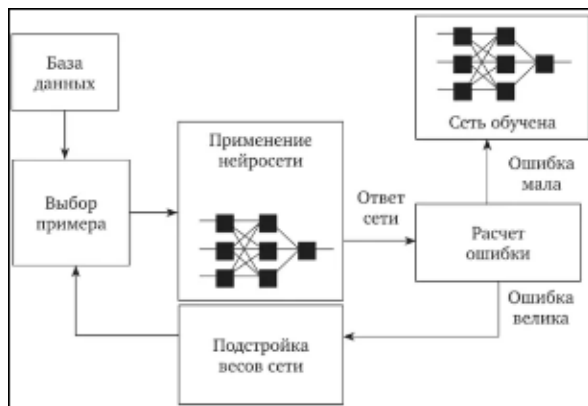 База
данных
Выбор
примера
Применение
нейросети
Ответ
сети
Расчет
ошибки
Ошибка
мала
Сеть обучена
Ошибка
велика
Подстройка
весов сети